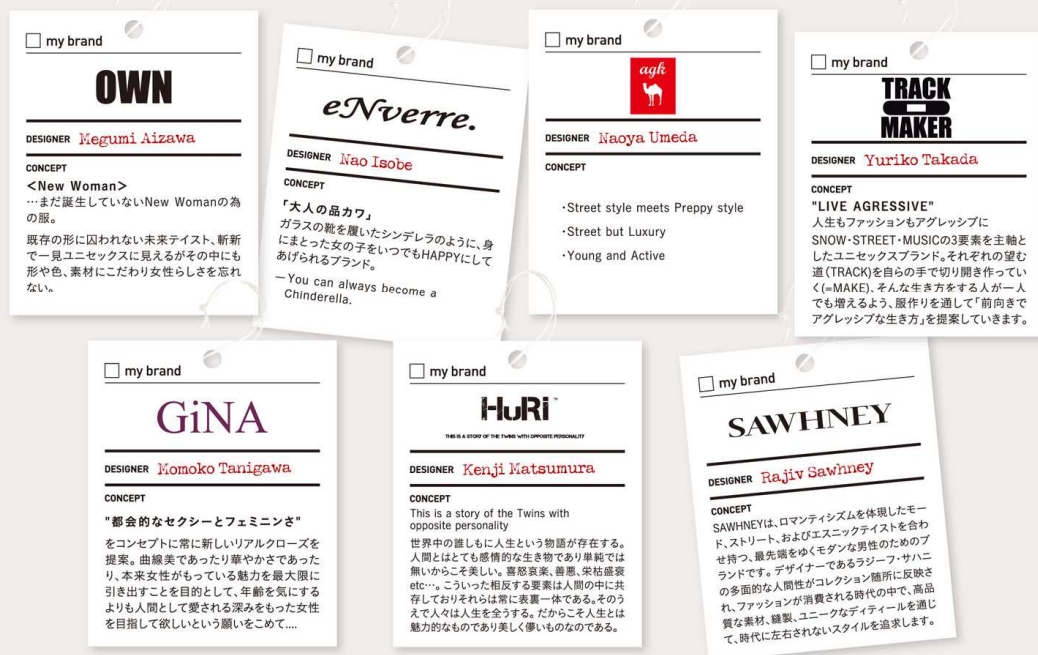 my brand
OWN
DESIGNER Megumi Aizawa
CONCEPT
<New Woman>
…まだ誕生していないNew Womanの為
の服。
既存の形に囚われない未来テイスト、斬新
で一見ユニセックスに見えるがその中にも
形や色、素材にこだわり女性らしさを忘れ
ない。
my brand
eNverre.
DESIGNER Nao Isobe
CONCEPT
「大人の品カワ」
ガラスの靴を履いたシンデレラのように、身
にまとった女の子をいつでもHAPPYにして
あげられるブランド。
—You can always become a
Chinderella.
my brand
agk
DESIGNER Naoya Umeda
CONCEPT
・Street style meets Preppy style
・Street but Luxury
・Young and Active
my brand
TRACK
MAKER
DESIGNER Yuriko Takada
CONCEPT
"LIVE AGRESSIVE"
人生もファッションもアグレッシブに
SNOW・STREET・MUSICの3要素を主軸と
したユニセックスブランド。それぞれの望む
道(TRACK)を自らの手で切り開き作ってい
く(=MAKE)、そんな生き方をする人が一人
でも増えるよう、服作りを通して「前向きで
アグレッシブな生き方」を提案していきます。
my brand
GiNA
DESIGNER Momoko Tanigawa
CONCEPT
"都会的なセクシーとフェミニンさ"
をコンセプトに常に新しいリアルクローズを
提案。曲線美であったり華やかさであった
り、本来女性がもっている魅力を最大限に
引き出すことを目的として、年齢を気にする
よりも人間として愛される深みをもった女性
を目指して欲しいという願いをこめて....
my brand
HuRi™
THIS IS A STORY OF THE TWINS WITH OPPOSITE PERSONALITY
DESIGNER Kenji Matsumura
CONCEPT
This is a story of the Twins with
opposite personality
世界中の誰しもに人生という物語が存在する。
人間とはとても感情的な生き物であり単純では
無いからこそ美しい。喜怒哀楽、善悪、栄枯盛衰
etc…。こういった相反する要素は人間の中に共
存しておりそれらは常に表裏一体である。そのう
えで人々は人生を全うする。だからこそ人生とは
魅力的なものであり美しく儚いものなのである。
my brand
SAWHNEY
DESIGNER Rajiv Sawhney
CONCEPT
SAWHNEYは、ロマンティシズムを体現したモー
ド、ストリート、およびエスニックテイストを合わ
せ持つ、最先端をゆくモダンな男性のためのブ
ランドです。デザイナーであるラジーフ・サハニ
の多面的な人間性がコレクション随所に反映さ
れ、ファッションが消費される時代の中で、高品
質な素材、縫製、ユニークなディティールを通じ
て、時代に左右されないスタイルを追求します。